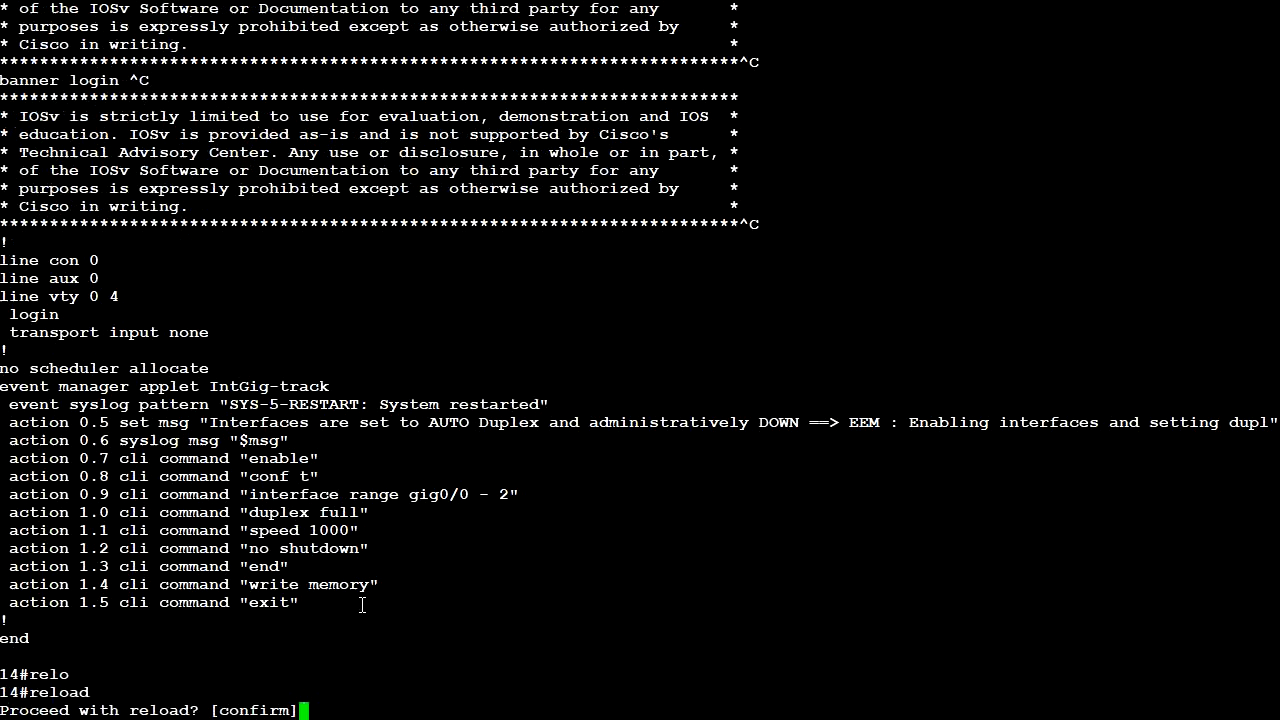 * of the IOSv Software or Documentation to any third party for any        *
* purposes is expressly prohibited except as otherwise authorized by      *
* Cisco in writing.                                                       *
**************************************************************************^C
banner login ^C
**************************************************************************
* IOSv is strictly limited to use for evaluation, demonstration and IOS  *
* education. IOSv is provided as-is and is not supported by Cisco's       *
* Technical Advisory Center. Any use or disclosure, in whole or in part, *
* of the IOSv Software or Documentation to any third party for any        *
* purposes is expressly prohibited except as otherwise authorized by      *
* Cisco in writing.                                                       *
**************************************************************************^C
!
line con 0
line aux 0
line vty 0 4
 login
 transport input none
!
no scheduler allocate
event manager applet IntGig-track
 event syslog pattern "SYS-5-RESTART: System restarted"
 action 0.5 set msg "Interfaces are set to AUTO Duplex and administratively DOWN ==> EEM : Enabling interfaces and setting dupl"
 action 0.6 syslog msg "$msg"
 action 0.7 cli command "enable"
 action 0.8 cli command "conf t"
 action 0.9 cli command "interface range gig0/0 - 2"
 action 1.0 cli command "duplex full"
 action 1.1 cli command "speed 1000"
 action 1.2 cli command "no shutdown"
 action 1.3 cli command "end"
 action 1.4 cli command "write memory"
 action 1.5 cli command "exit"
!
end

14#relo
14#reload
Proceed with reload? [confirm]